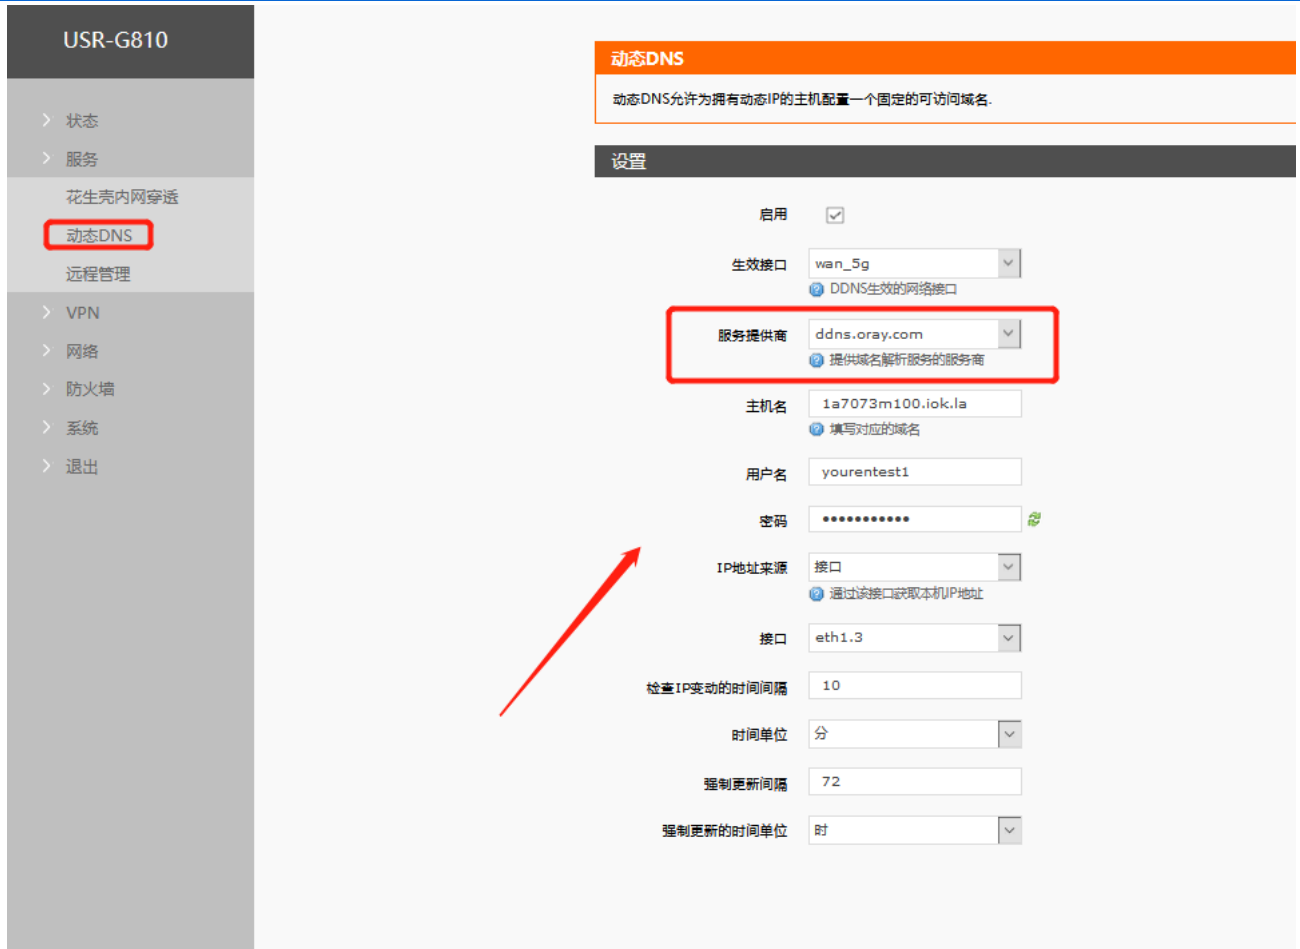 USR-G810
状态
服务
花生壳内网穿透
动态DNS
远程管理
VPN
网络
防火墙
系统
退出
动态DNS
动态DNS允许为拥有动态IP的主机配置一个固定的可访问域名.
设置
启用
生效接口 wan_5g
DDNS生效的网络接口
服务提供商 ddns.oray.com
提供域名解析服务的服务商
主机名 1a7073m100.iok.la
填写对应的域名
用户名 yourentest1
密码 •••••••••••
IP地址来源 接口
通过该接口获取本机IP地址
接口 eth1.3
检查IP变动的时间间隔 10
时间单位 分
强制更新间隔 72
强制更新的时间单位 时